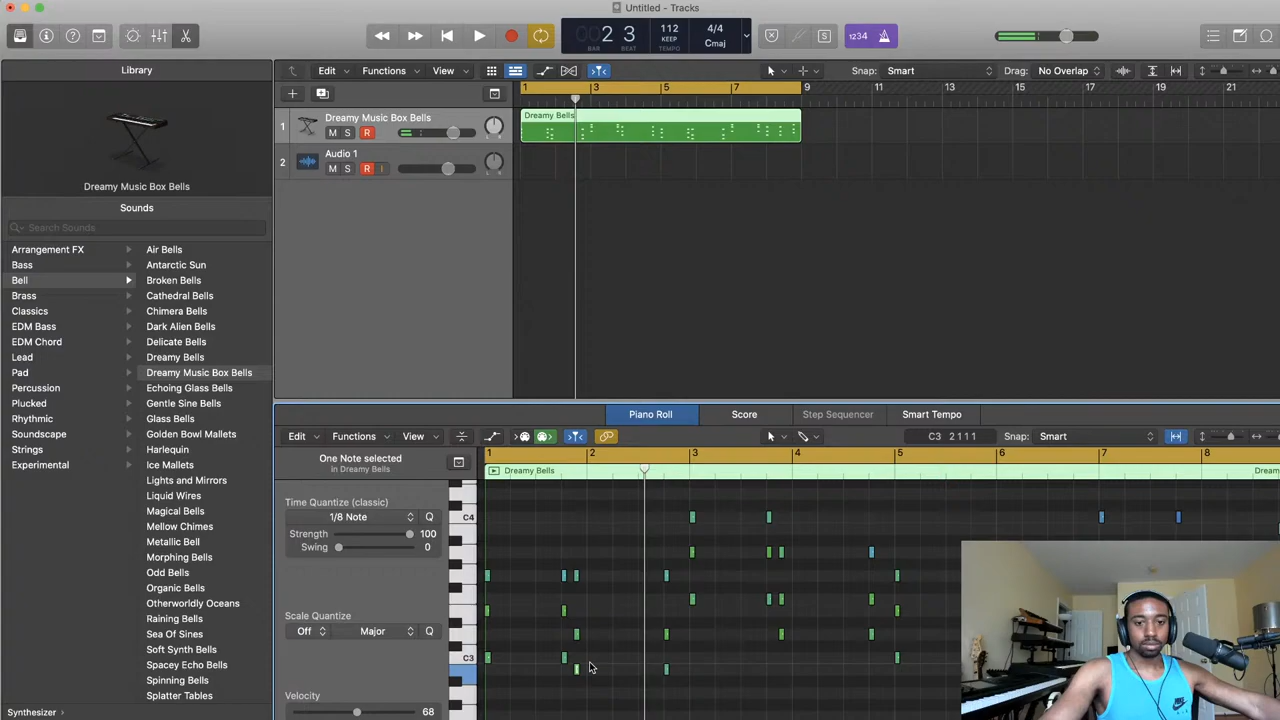 Untitled - Tracks
00 2 3
BAR BEAT
112
KEEP
TEMPO
4/4
Cmaj
1234
Library
Edit Functions View Snap: Smart Drag: No Overlap
1 3 5 7 9 11 13 15 17 19 21
1 Dreamy Music Box Bells
M S R
Dreamy Bells
2 Audio 1
M S R I
Dreamy Music Box Bells
Sounds
Search Sounds
Arrangement FX
Bass
Bell
Brass
Classics
EDM Bass
EDM Chord
Lead
Pad
Percussion
Plucked
Rhythmic
Soundscape
Strings
Experimental
Air Bells
Antarctic Sun
Broken Bells
Cathedral Bells
Chimera Bells
Dark Alien Bells
Delicate Bells
Dreamy Bells
Dreamy Music Box Bells
Echoing Glass Bells
Gentle Sine Bells
Glass Bells
Golden Bowl Mallets
Harlequin
Ice Mallets
Lights and Mirrors
Liquid Wires
Magical Bells
Mellow Chimes
Metallic Bell
Morphing Bells
Odd Bells
Organic Bells
Otherworldly Oceans
Raining Bells
Sea Of Sines
Soft Synth Bells
Spacey Echo Bells
Spinning Bells
Splatter Tables
Synthesizer
Piano Roll Score Step Sequencer Smart Tempo
Edit Functions View C3 2 1 1 1 Snap: Smart
One Note selected
in Dreamy Bells
1 2 3 4 5 7 8
Dreamy Bells Dream
Time Quantize (classic)
1/8 Note Q
Strength 100
Swing 0
Scale Quantize
Off Major Q
Velocity 68
C4
C3